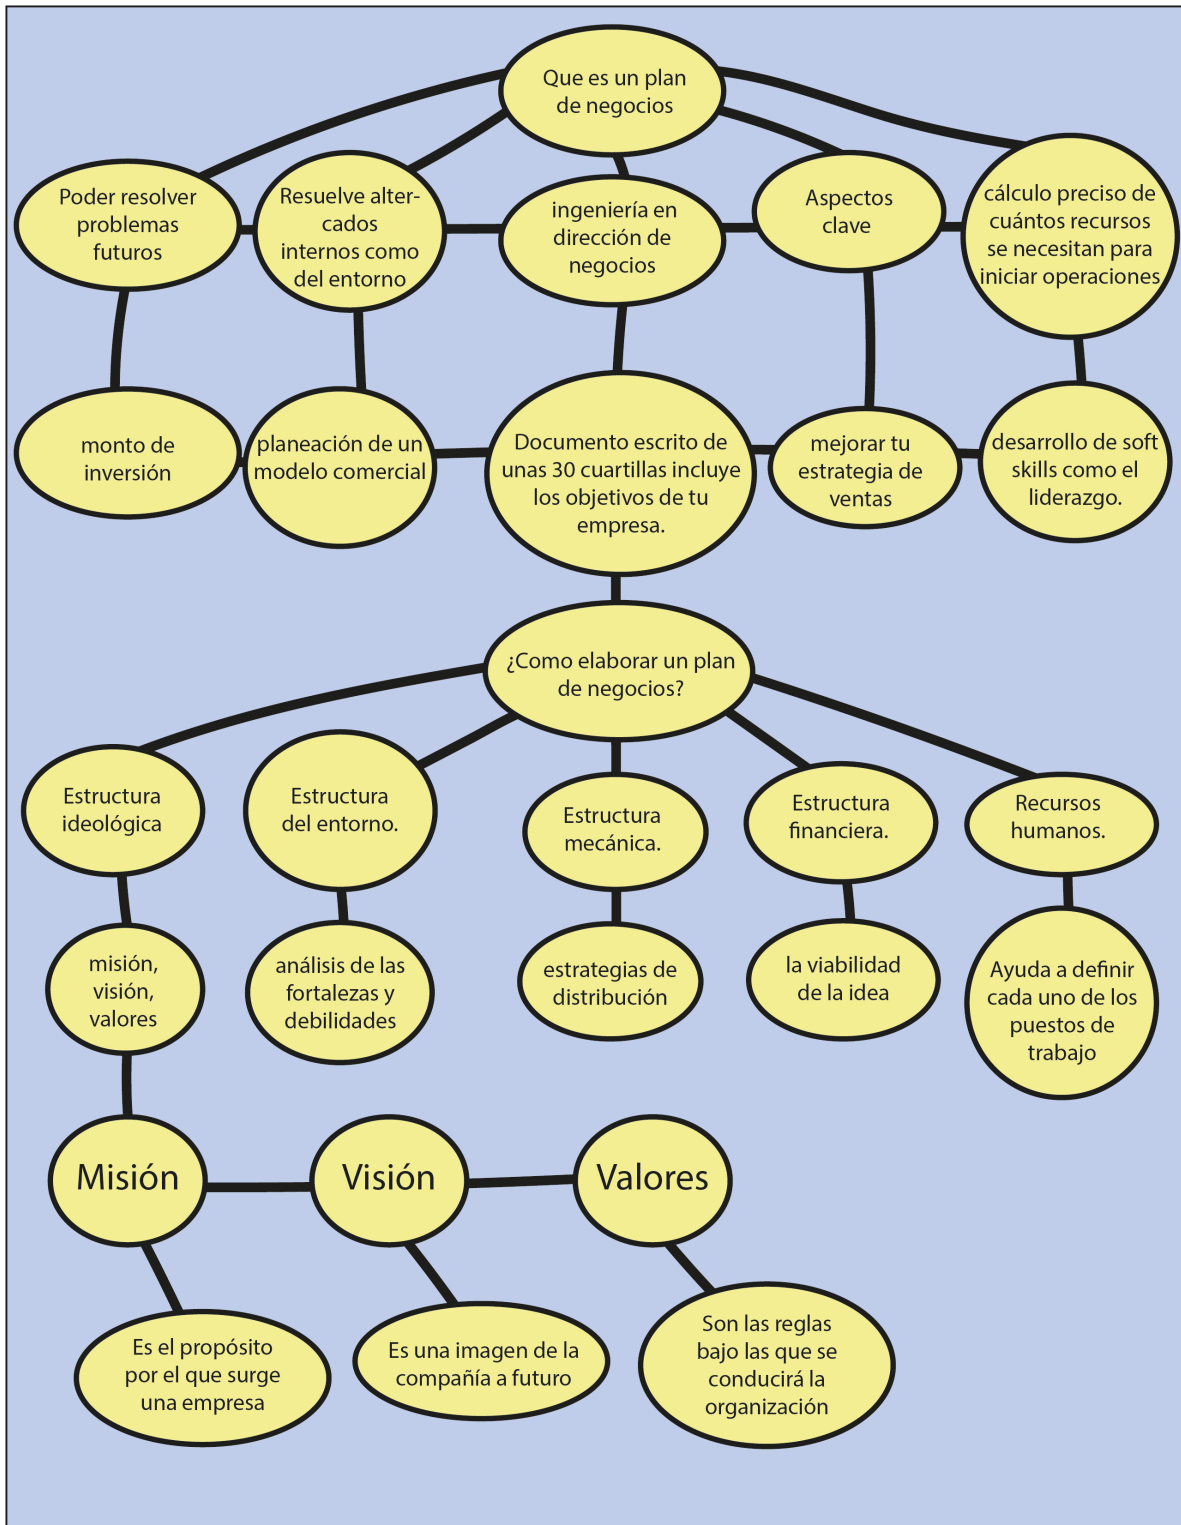 Que es un plan
de negocios
Poder resolver
problemas
futuros
Resuelve alter-
cados
internos como
del entorno
ingeniería en
dirección de
negocios
Aspectos
clave
cálculo preciso de
cuántos recursos
se necesitan para
iniciar operaciones
monto de
inversión
planeación de un
modelo comercial
Documento escrito de
unas 30 cuartillas incluye
los objetivos de tu
empresa.
mejorar tu
estrategia de
ventas
desarrollo de soft
skills como el
liderazgo.
¿Como elaborar un plan
de negocios?
Estructura
ideológica
Estructura
del entorno.
Estructura
mecánica.
Estructura
financiera.
Recursos
humanos.
misión,
visión,
valores
análisis de las
fortalezas y
debilidades
estrategias de
distribución
la viabilidad
de la idea
Ayuda a definir
cada uno de los
puestos de
trabajo
Misión
Visión
Valores
Es el propósito
por el que surge
una empresa
Es una imagen de la
compañía a futuro
Son las reglas
bajo las que se
conducirá la
organización